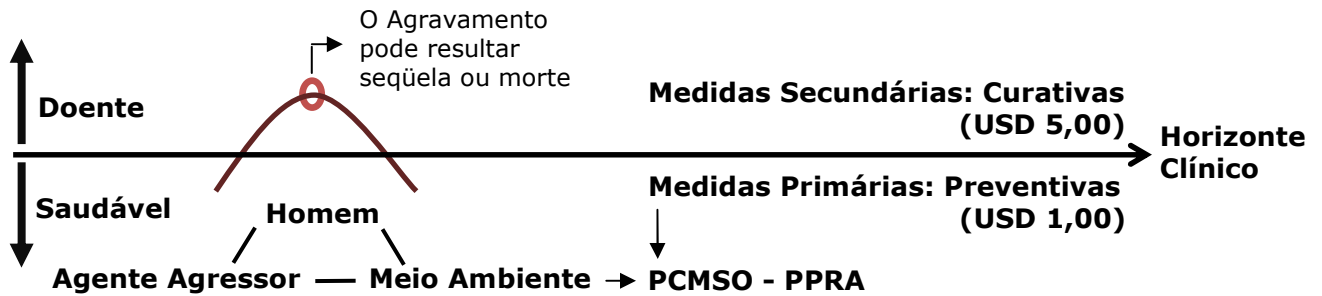 O Agravamento
pode resultar
seqüela ou morte
Doente
Medidas Secundárias: Curativas
(USD 5,00)
Horizonte
Clínico
Medidas Primárias: Preventivas
(USD 1,00)
Saudável
Homem
Agente Agressor
Meio Ambiente
PCMSO - PPRA